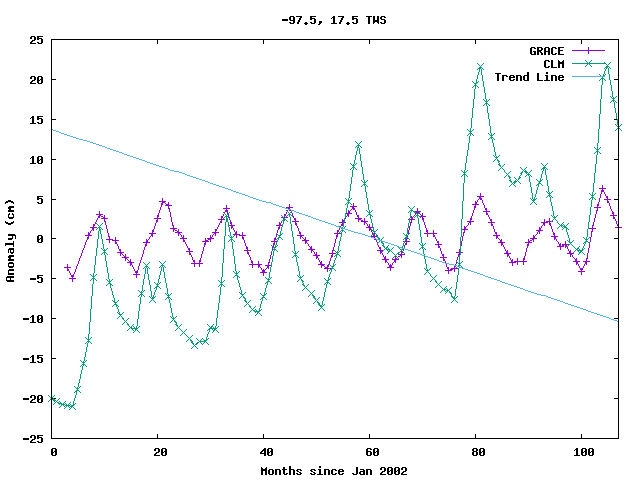 -97.5, 17.5 TWS
GRACE
CLM
Trend Line
25
20
15
10
5
0
-5
-10
-15
-20
-25
Anomaly (cm)
0 20 40 60 80 100
Months since Jan 2002